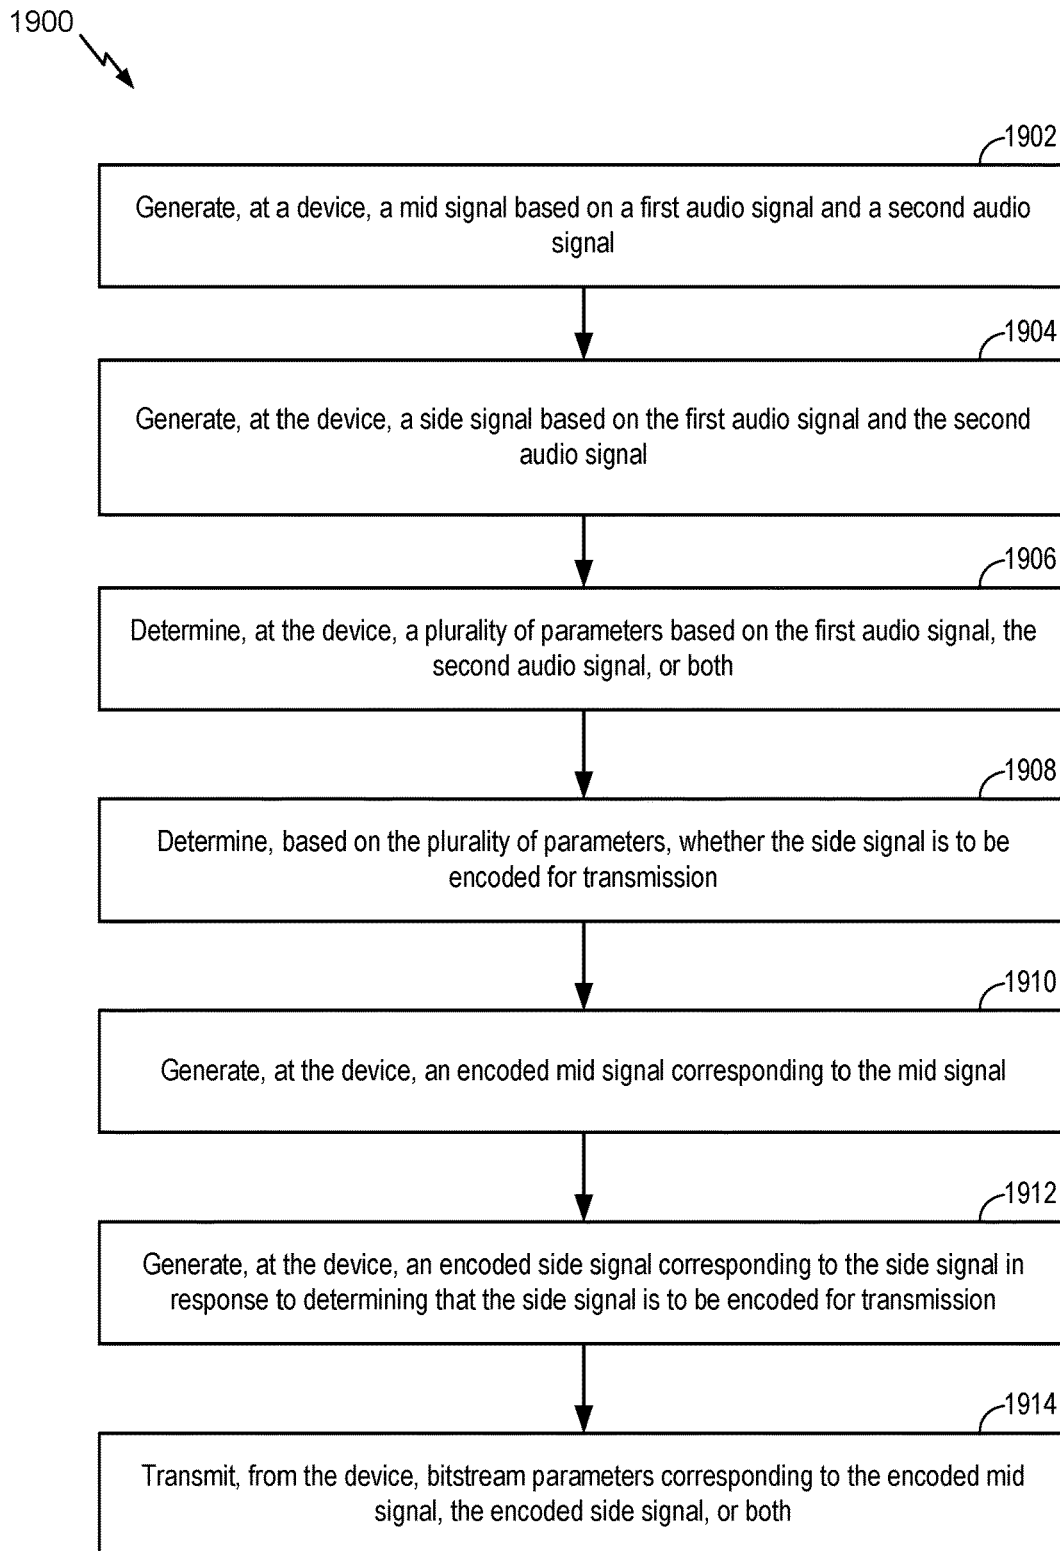 1900
1902
Generate, at a device, a mid signal based on a first audio signal and a second audio
signal
1904
Generate, at the device, a side signal based on the first audio signal and the second
audio signal
1906
Determine, at the device, a plurality of parameters based on the first audio signal, the
second audio signal, or both
1908
Determine, based on the plurality of parameters, whether the side signal is to be
encoded for transmission
1910
Generate, at the device, an encoded mid signal corresponding to the mid signal
1912
Generate, at the device, an encoded side signal corresponding to the side signal in
response to determining that the side signal is to be encoded for transmission
1914
Transmit, from the device, bitstream parameters corresponding to the encoded mid
signal, the encoded side signal, or both